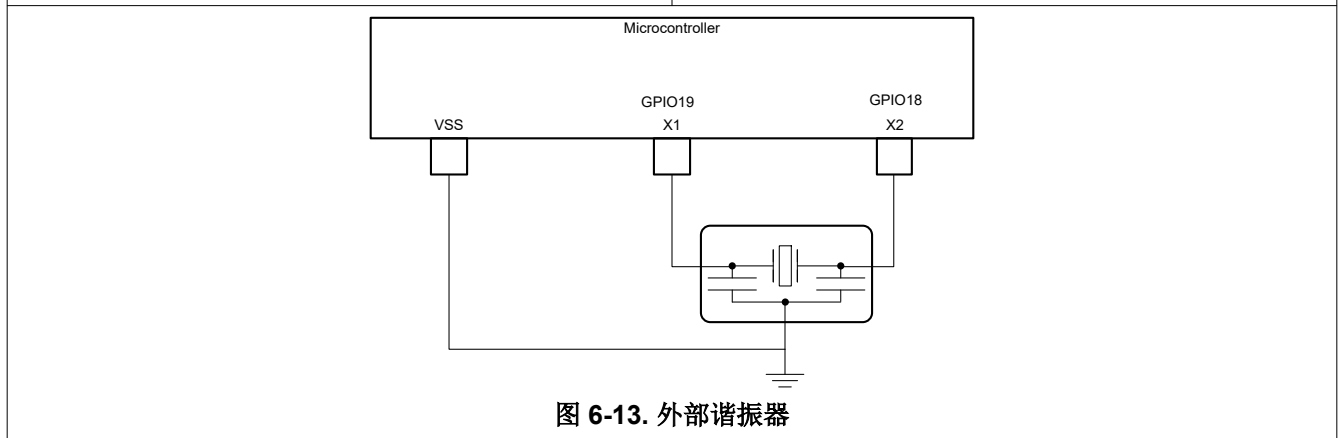 Microcontroller
GPIO19 GPIO18
VSS X1 X2
图 6-13. 外部谐振器